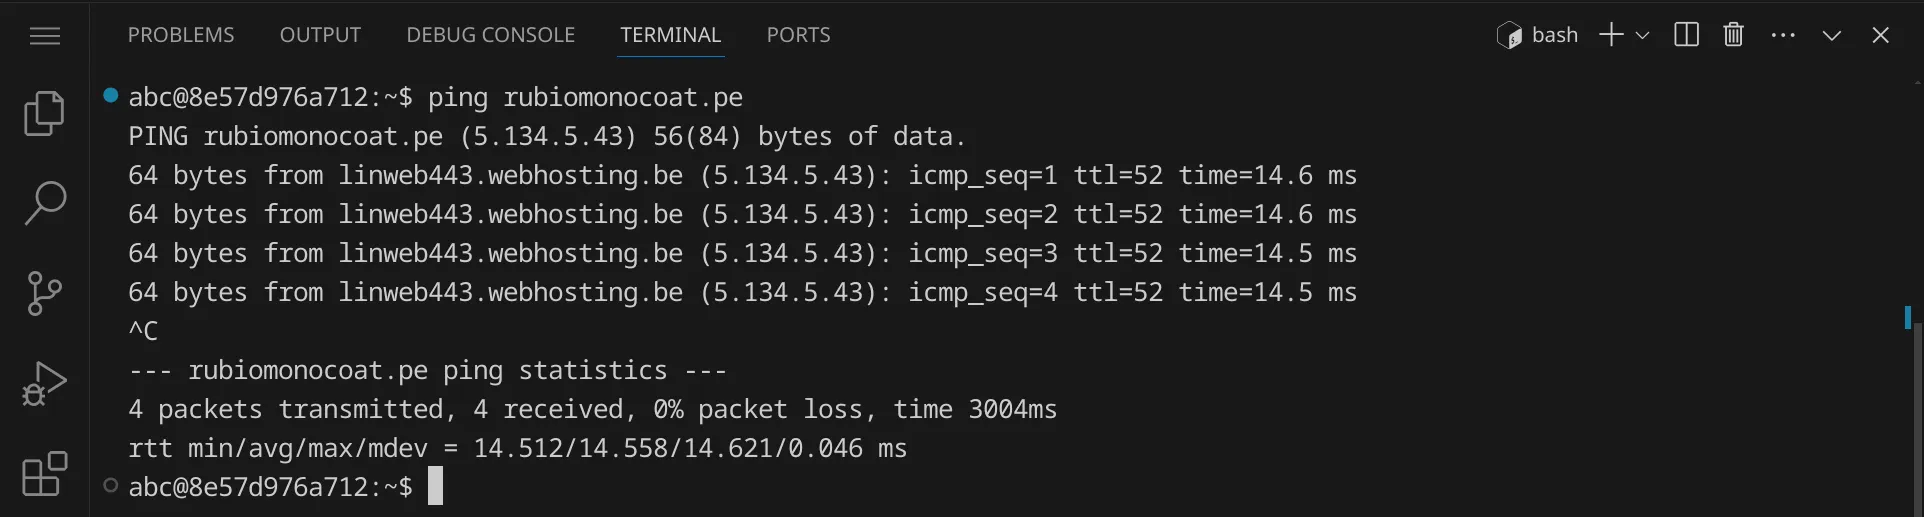 PROBLEMS OUTPUT DEBUG CONSOLE TERMINAL PORTS bash
abc@8e57d976a712:~$ ping rubiomonocoat.pe
PING rubiomonocoat.pe (5.134.5.43) 56(84) bytes of data.
64 bytes from linweb443.webhosting.be (5.134.5.43): icmp_seq=1 ttl=52 time=14.6 ms
64 bytes from linweb443.webhosting.be (5.134.5.43): icmp_seq=2 ttl=52 time=14.6 ms
64 bytes from linweb443.webhosting.be (5.134.5.43): icmp_seq=3 ttl=52 time=14.5 ms
64 bytes from linweb443.webhosting.be (5.134.5.43): icmp_seq=4 ttl=52 time=14.5 ms
^C
--- rubiomonocoat.pe ping statistics ---
4 packets transmitted, 4 received, 0% packet loss, time 3004ms
rtt min/avg/max/mdev = 14.512/14.558/14.621/0.046 ms
abc@8e57d976a712:~$